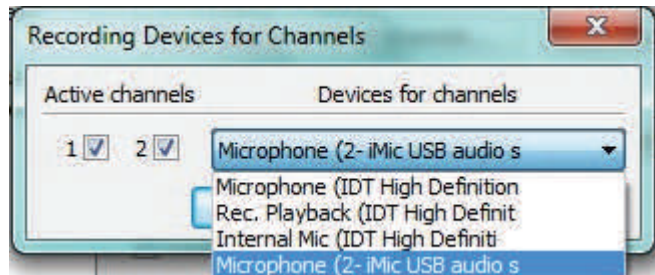 Recording Devices for Channels
Active channels Devices for channels
1 2 Microphone (2- iMic USB audio s
Microphone (IDT High Definition
Rec. Playback (IDT High Definit
Internal Mic (IDT High Definiti
Microphone (2- iMic USB audio s